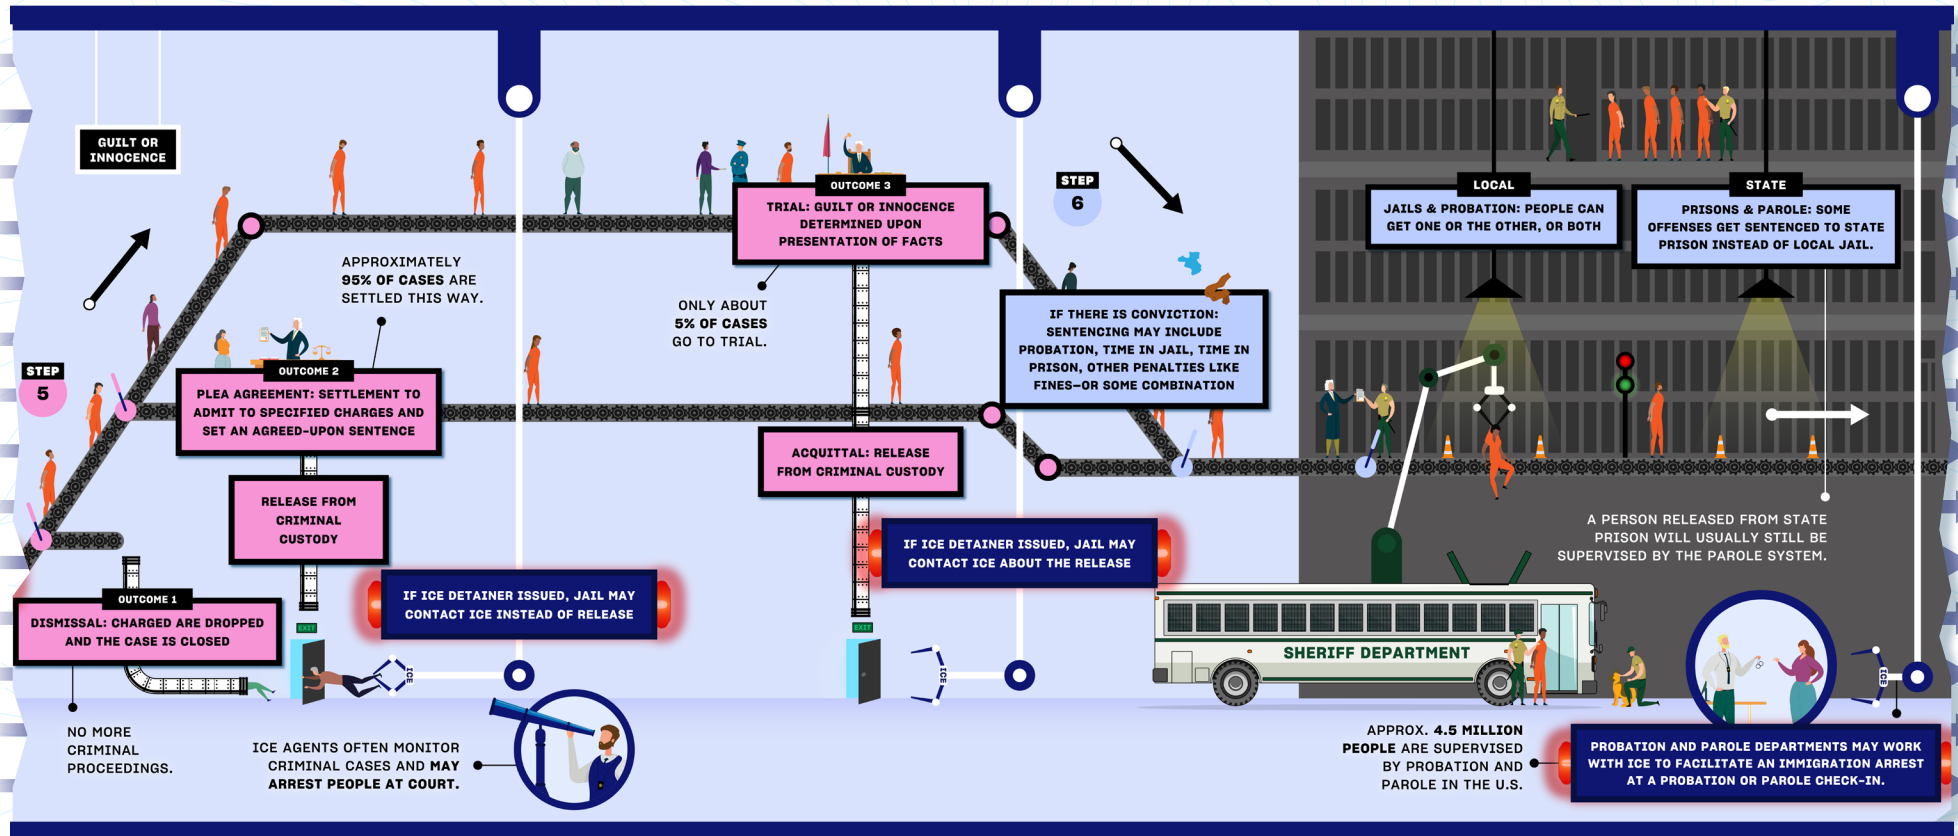 GUILT OR
INNOCENCE
STEP
5
APPROXIMATELY
95% OF CASES ARE
SETTLED THIS WAY.
OUTCOME 2
PLEA AGREEMENT: SETTLEMENT TO
ADMIT TO SPECIFIED CHARGES AND
SET AN AGREED-UPON SENTENCE
RELEASE FROM
CRIMINAL
CUSTODY
OUTCOME 1
DISMISSAL: CHARGED ARE DROPPED
AND THE CASE IS CLOSED
NO MORE
CRIMINAL
PROCEEDINGS.
EXIT
IF ICE DETAINER ISSUED, JAIL MAY
CONTACT ICE INSTEAD OF RELEASE
ICE
ICE AGENTS OFTEN MONITOR
CRIMINAL CASES AND MAY
ARREST PEOPLE AT COURT.
OUTCOME 3
TRIAL: GUILT OR INNOCENCE
DETERMINED UPON
PRESENTATION OF FACTS
ONLY ABOUT
5% OF CASES
GO TO TRIAL.
ACQUITTAL: RELEASE
FROM CRIMINAL CUSTODY
IF ICE DETAINER ISSUED, JAIL MAY
CONTACT ICE ABOUT THE RELEASE
EXIT
ICE
STEP
6
IF THERE IS CONVICTION:
SENTENCING MAY INCLUDE
PROBATION, TIME IN JAIL, TIME IN
PRISON, OTHER PENALTIES LIKE
FINES—OR SOME COMBINATION
LOCAL
JAILS & PROBATION: PEOPLE CAN
GET ONE OR THE OTHER, OR BOTH
STATE
PRISONS & PAROLE: SOME
OFFENSES GET SENTENCED TO STATE
PRISON INSTEAD OF LOCAL JAIL.
A PERSON RELEASED FROM STATE
PRISON WILL USUALLY STILL BE
SUPERVISED BY THE PAROLE SYSTEM.
SHERIFF DEPARTMENT
ICE
APPROX. 4.5 MILLION
PEOPLE ARE SUPERVISED
BY PROBATION AND
PAROLE IN THE U.S.
PROBATION AND PAROLE DEPARTMENTS MAY WORK
WITH ICE TO FACILITATE AN IMMIGRATION ARREST
AT A PROBATION OR PAROLE CHECK-IN.